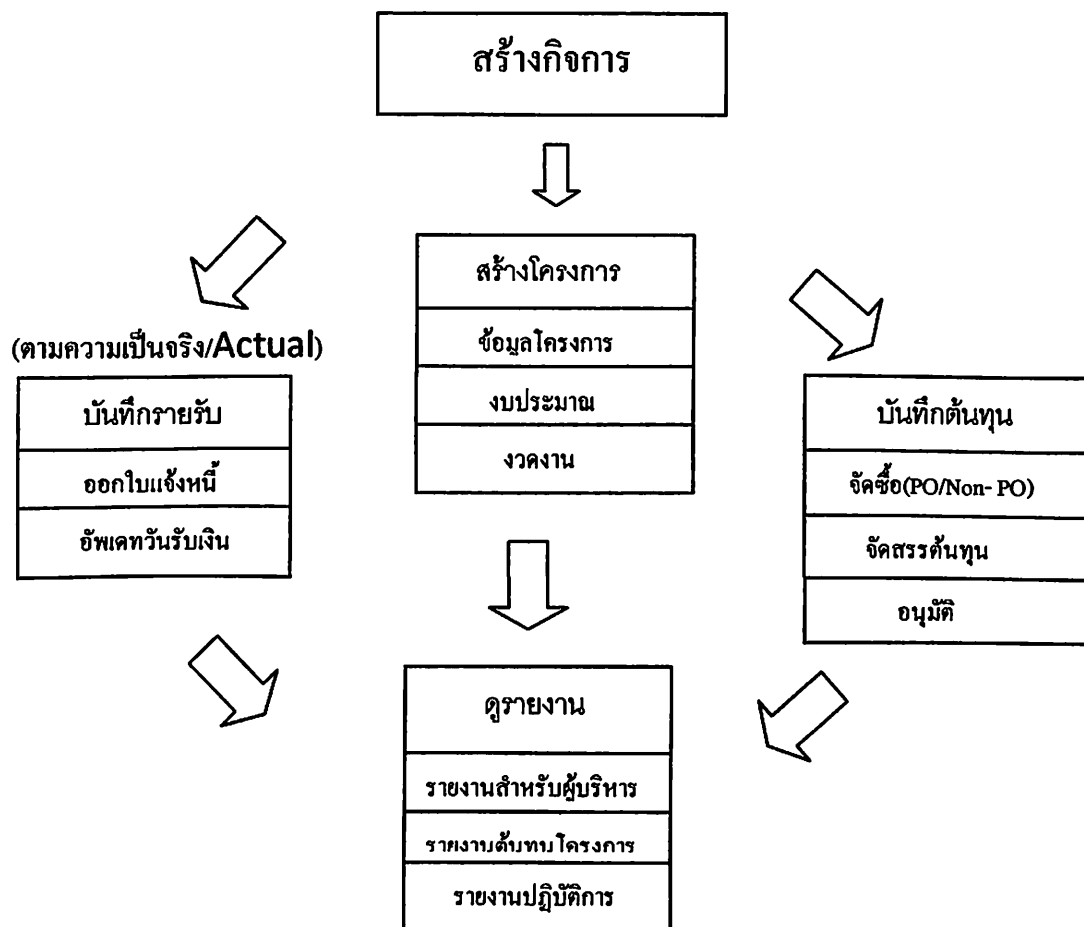 สร้างกิจการ
สร้างโครงการ
ข้อมูลโครงการ
งบประมาณ
งวดงาน
(ตามความเป็นจริง/Actual)
บันทึกรายรับ
ออกใบแจ้งหนี้
อัพเดทวันรับเงิน
บันทึกต้นทุน
จัดซื้อ(PO/Non- PO)
จัดสรรต้นทุน
อนุมัติ
ดูรายงาน
รายงานสำหรับผู้บริหาร
รายงานต้นทุนโครงการ
รายงานปฏิบัติการ